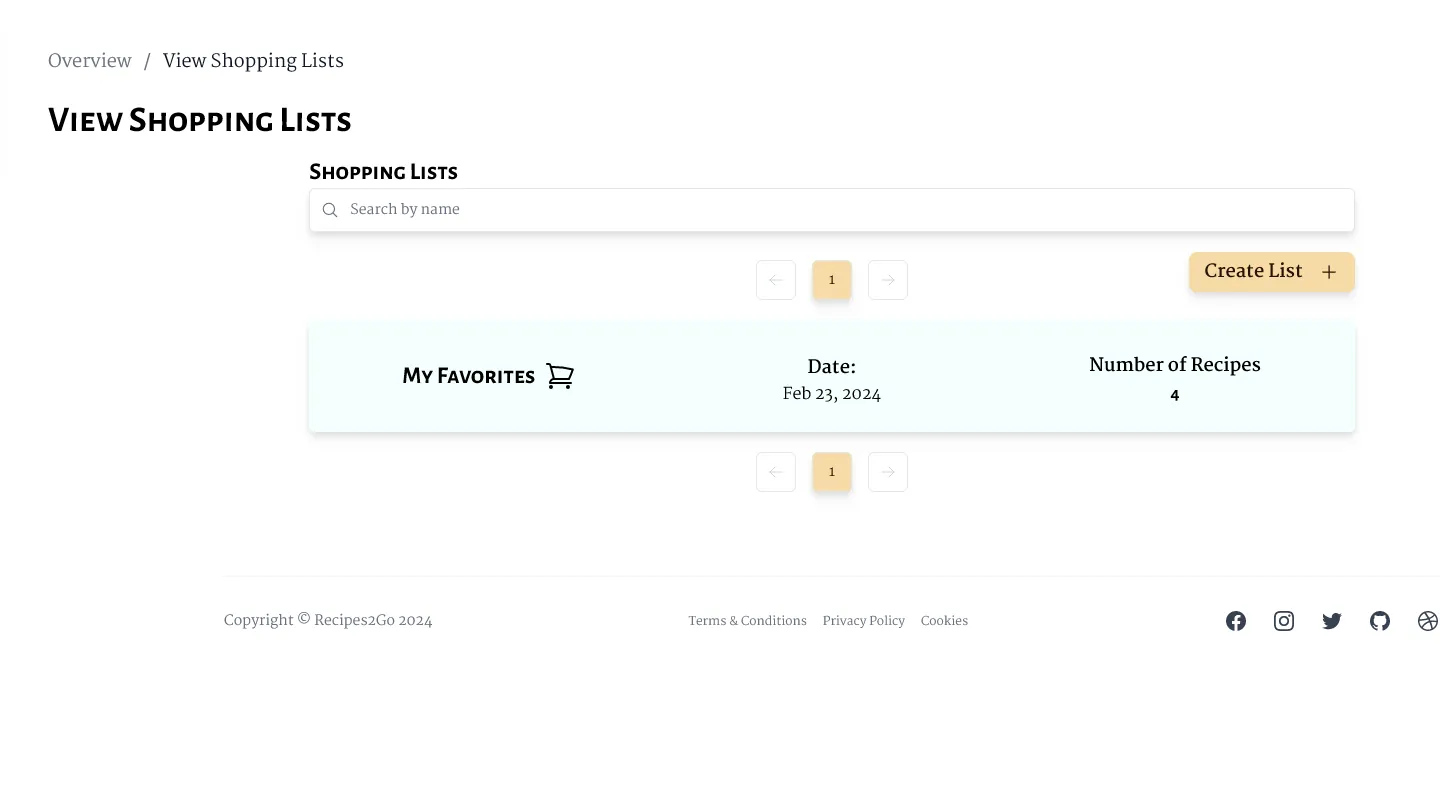 Overview / View Shopping Lists
View Shopping Lists
Shopping Lists
Search by name
1
Create List
My Favorites
Date:
Feb 23, 2024
Number of Recipes
4
1
Copyright © Recipes2Go 2024
Terms & Conditions Privacy Policy Cookies